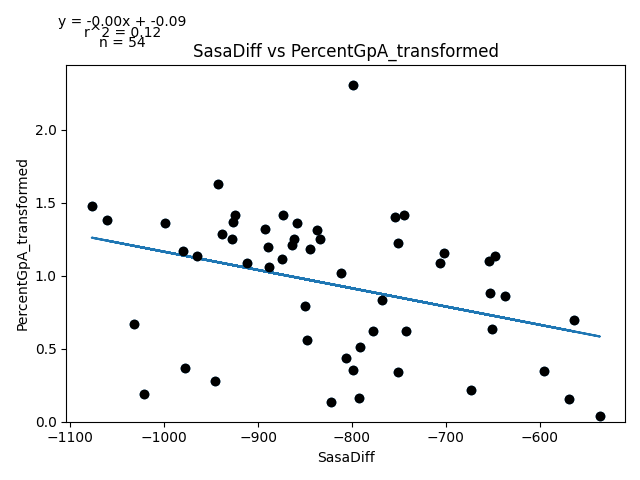 y = -0.00x + -0.09
r^2 = 0.12
n = 54
SasaDiff vs PercentGpA_transformed
PercentGpA_transformed
2.0
1.5
1.0
0.5
0.0
−1100 −1000 −900 −800 −700 −600
SasaDiff